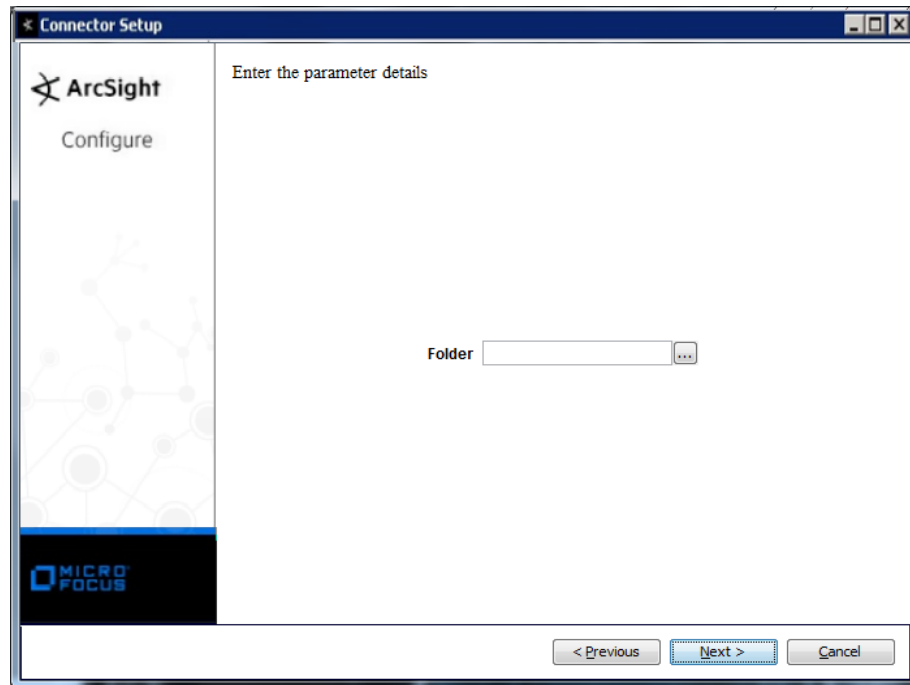 Connector Setup
ArcSight
Configure
Enter the parameter details
Folder
...
MICRO
FOCUS
< Previous
Next >
Cancel